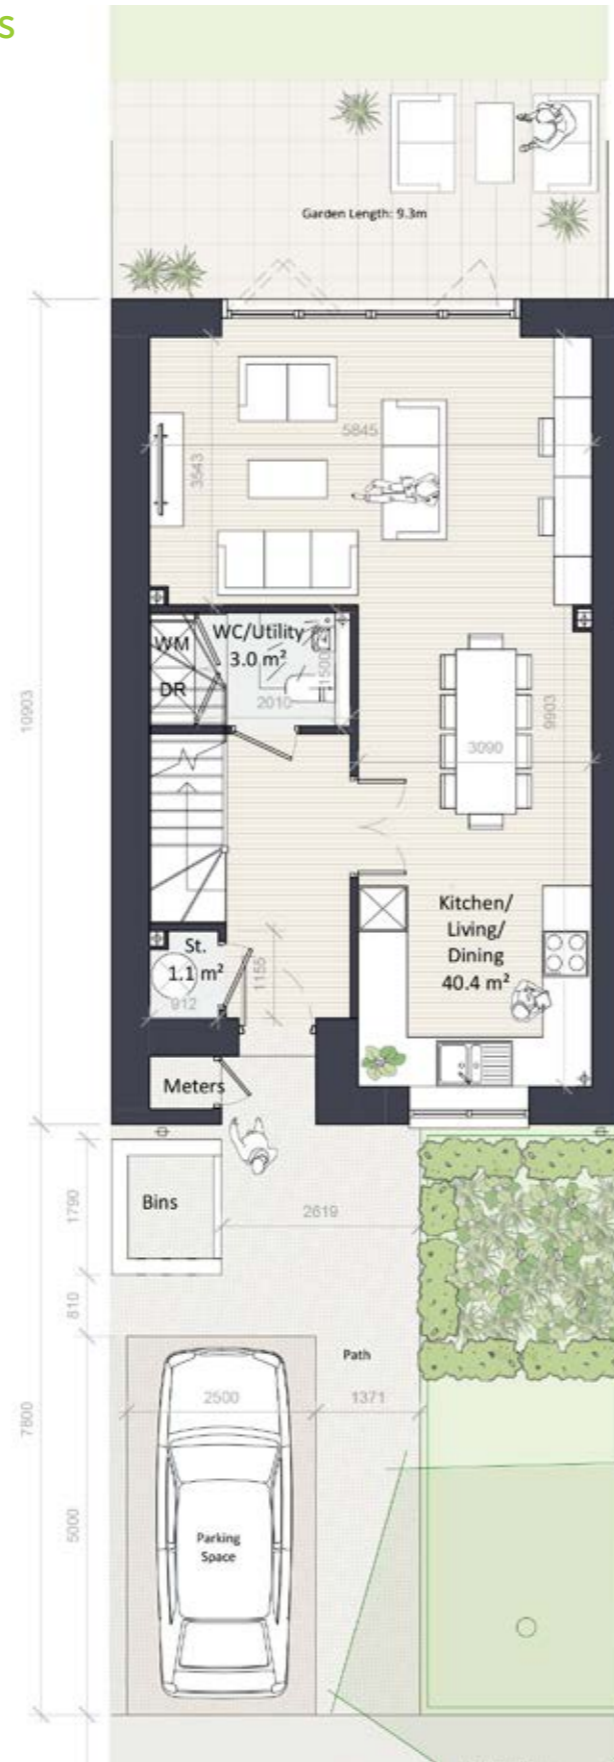 s
Garden Length: 9.3m
5845
3543
WM
DR
WC/Utility
3.0 m²
1500
2010
10903
9903
3090
Kitchen/
Living/
Dining
40.4 m²
St.
1.1 m²
912
1155
Meters
Bins
1790
2619
810
Path
2500
1371
7800
5000
Parking
Space